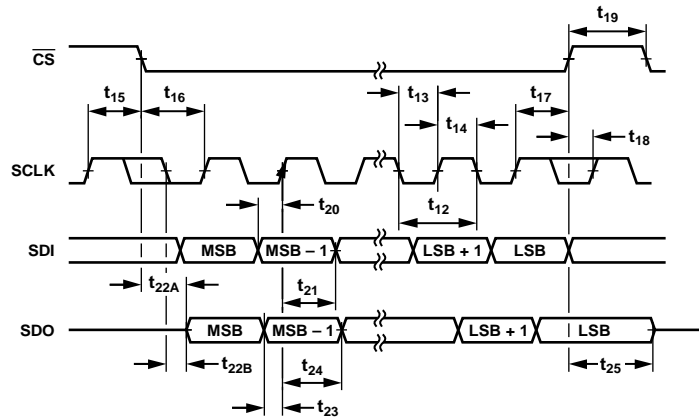 t19
CS
t15 t16 t13 t17
t14
t18
SCLK
t20 t12
SDI MSB MSB – 1 LSB + 1 LSB
t22A t21
SDO MSB MSB – 1 LSB + 1 LSB
t22B t24 t25
t23